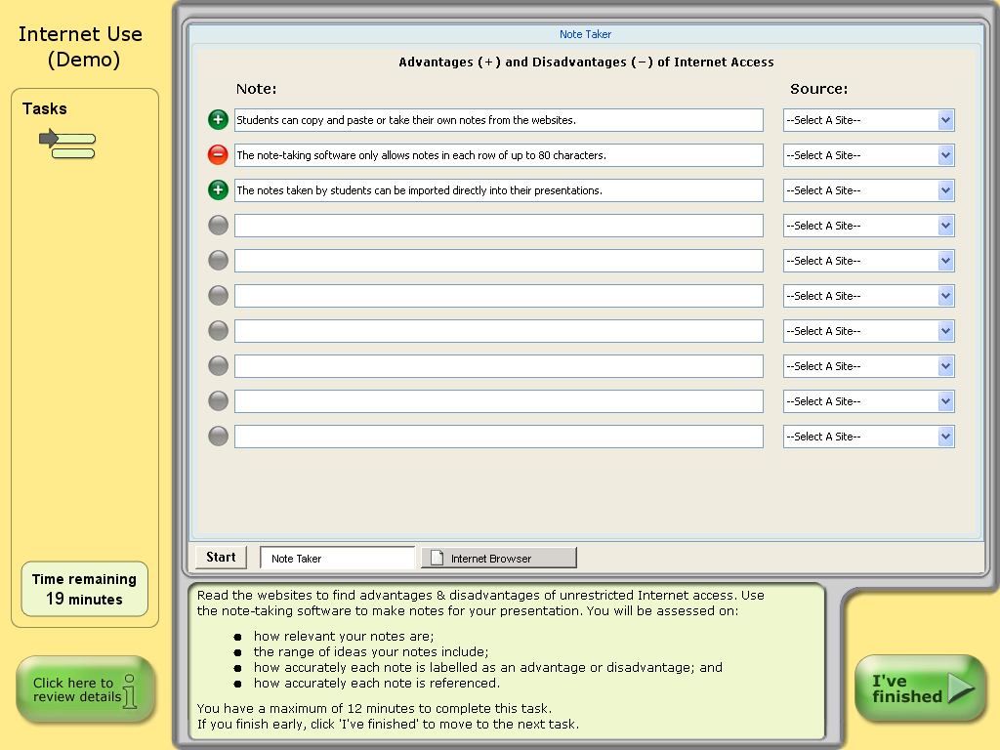 Internet Use
(Demo)
Tasks
Time remaining
19 minutes
Click here to
review details
Note Taker
Advantages (+) and Disadvantages (−) of Internet Access
Note: Source:
Students can copy and paste or take their own notes from the websites. --Select A Site--
The note-taking software only allows notes in each row of up to 80 characters. --Select A Site--
The notes taken by students can be imported directly into their presentations. --Select A Site--
--Select A Site--
--Select A Site--
--Select A Site--
--Select A Site--
--Select A Site--
--Select A Site--
--Select A Site--
Start Note Taker Internet Browser
Read the websites to find advantages & disadvantages of unrestricted Internet access. Use
the note-taking software to make notes for your presentation. You will be assessed on:
● how relevant your notes are;
● the range of ideas your notes include;
● how accurately each note is labelled as an advantage or disadvantage; and
● how accurately each note is referenced.
You have a maximum of 12 minutes to complete this task.
If you finish early, click 'I've finished' to move to the next task.
I've
finished